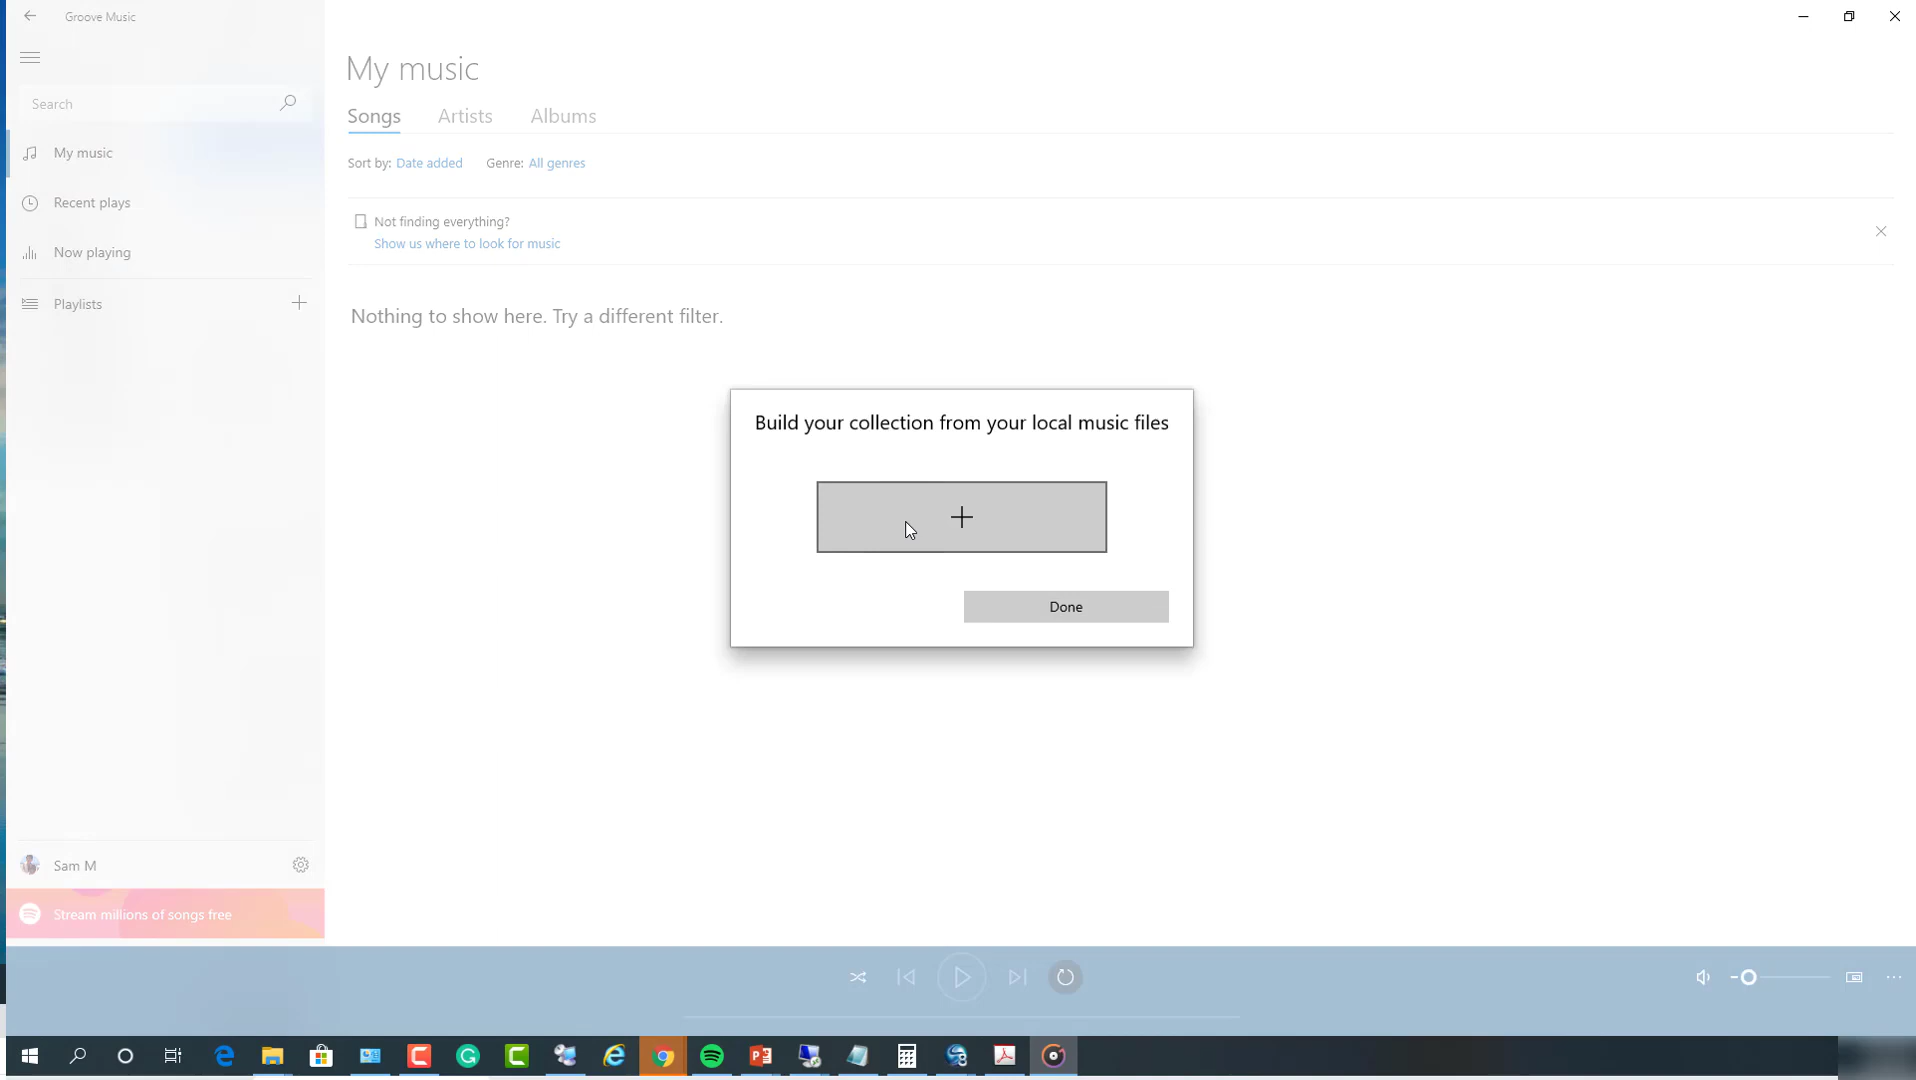 Groove Music
Search
My music
Recent plays
Now playing
Playlists
Sam M
Stream millions of songs free
My music
Songs Artists Albums
Sort by: Date added Genre: All genres
Not finding everything?
Show us where to look for music
Nothing to show here. Try a different filter.
Build your collection from your local music files
Done